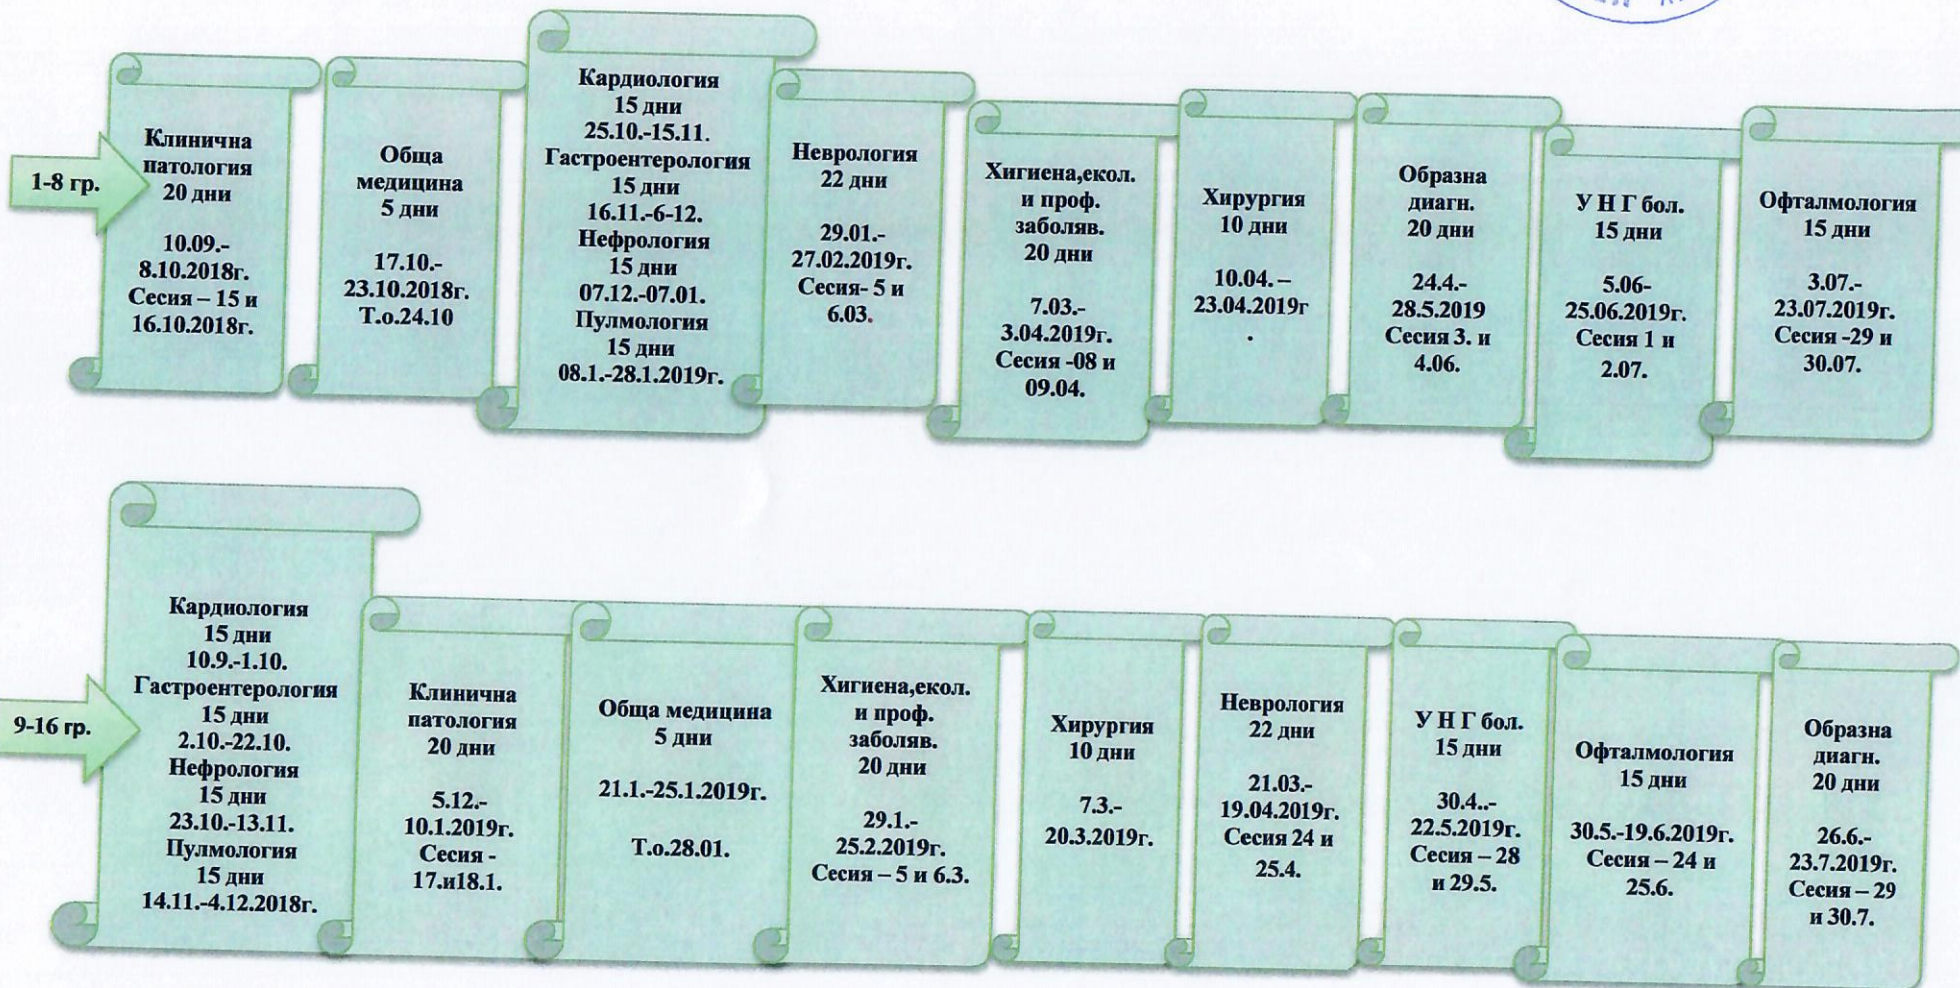 1-8 гр.
Клинична
патология
20 дни
10.09.-
8.10.2018г.
Сесия – 15 и
16.10.2018г.
Обща
медицина
5 дни
17.10.-
23.10.2018г.
Т.о.24.10
Кардиология
15 дни
25.10.-15.11.
Гастроентерология
15 дни
16.11.-6-12.
Нефрология
15 дни
07.12.-07.01.
Пулмология
15 дни
08.1.-28.1.2019г.
Неврология
22 дни
29.01.-
27.02.2019г.
Сесия- 5 и
6.03.
Хигиена,екол.
и проф.
заболяв.
20 дни
7.03.-
3.04.2019г.
Сесия -08 и
09.04.
Хирургия
10 дни
10.04. –
23.04.2019г
.
Образна
диагн.
20 дни
24.4.-
28.5.2019
Сесия 3. и
4.06.
У Н Г бол.
15 дни
5.06-
25.06.2019г.
Сесия 1 и
2.07.
Офталмология
15 дни
3.07.-
23.07.2019г.
Сесия -29 и
30.07.
9-16 гр.
Кардиология
15 дни
10.9.-1.10.
Гастроентерология
15 дни
2.10.-22.10.
Нефрология
15 дни
23.10.-13.11.
Пулмология
15 дни
14.11.-4.12.2018г.
Клинична
патология
20 дни
5.12.-
10.1.2019г.
Сесия -
17.и18.1.
Обща медицина
5 дни
21.1.-25.1.2019г.
Т.о.28.01.
Хигиена,екол.
и проф.
заболяв.
20 дни
29.1.-
25.2.2019г.
Сесия – 5 и 6.3.
Хирургия
10 дни
7.3.-
20.3.2019г.
Неврология
22 дни
21.03.-
19.04.2019г.
Сесия 24 и
25.4.
У Н Г бол.
15 дни
30.4..-
22.5.2019г.
Сесия – 28
и 29.5.
Офталмология
15 дни
30.5.-19.6.2019г.
Сесия – 24 и
25.6.
Образна
диагн.
20 дни
26.6.-
23.7.2019г.
Сесия – 29
и 30.7.